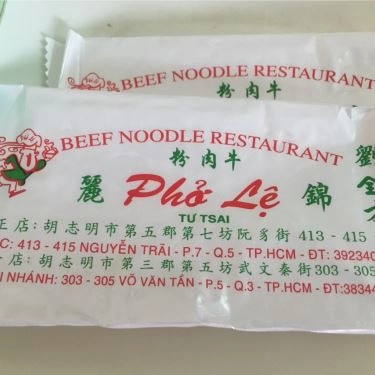 BEEF NOODLE RESTAURANT
粉肉牛
BEEF NOODLE RESTAURANT
粉肉牛
麗 Phở Lệ 錦
TƯ TSAI
店：胡志明市第五郡第七坊阮豸街 413 - 415
C: 413 - 415 NGUYỄN TRÃI - P.7 - Q.5 - TP.HCM - ĐT: 392340
店：胡志明市第三郡第五坊武文秦街303 - 305
NHÁNH: 303 - 305 VÕ VĂN TẦN - P.5 - Q.3 - TP.HCM - ĐT:38344